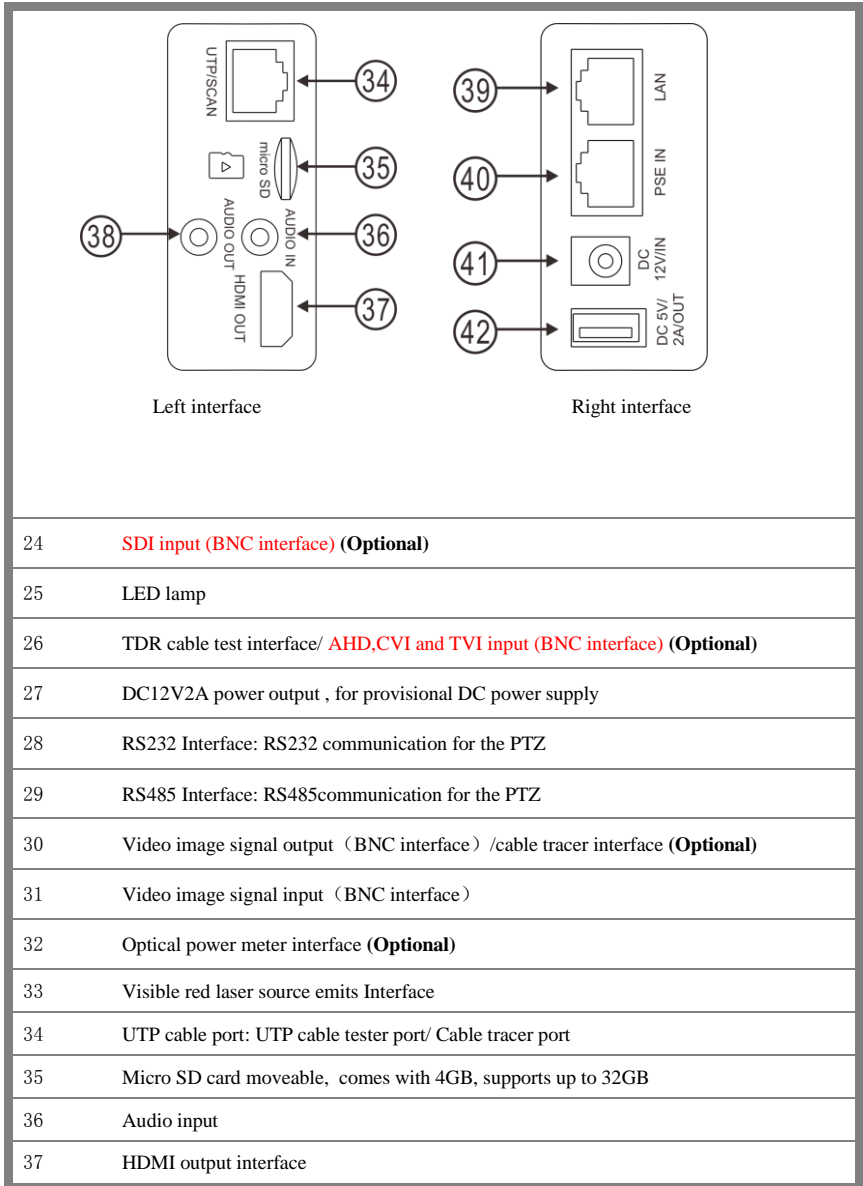 UTP/SCAN
34
micro SD
35
38
AUDIO OUT
AUDIO IN
36
HDMI OUT
37
39
LAN
40
PSE IN
41
DC
12V/IN
42
DC 5V/
2A/OUT
Left interface
Right interface
24 SDI input (BNC interface) (Optional)
25 LED lamp
26 TDR cable test interface/ AHD,CVI and TVI input (BNC interface) (Optional)
27 DC12V2A power output , for provisional DC power supply
28 RS232 Interface: RS232 communication for the PTZ
29 RS485 Interface: RS485communication for the PTZ
30 Video image signal output（BNC interface）/cable tracer interface (Optional)
31 Video image signal input（BNC interface）
32 Optical power meter interface (Optional)
33 Visible red laser source emits Interface
34 UTP cable port: UTP cable tester port/ Cable tracer port
35 Micro SD card moveable, comes with 4GB, supports up to 32GB
36 Audio input
37 HDMI output interface